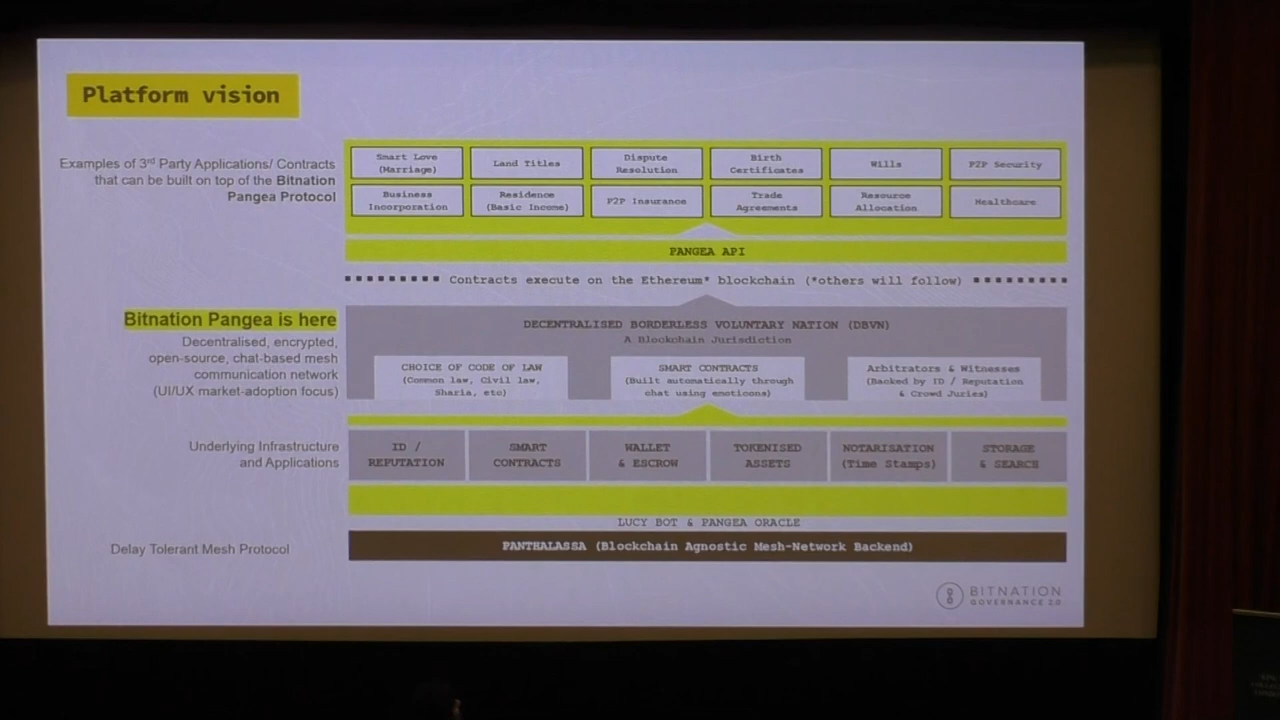 Platform vision
Examples of 3rd Party Applications/ Contracts
that can be built on top of the Bitnation
Pangea Protocol
Smart Love
(Marriage)
Land Titles
Dispute
Resolution
Birth
Certificates
Wills
P2P Security
Business
Incorporation
Residence
(Basic Income)
P2P Insurance
Trade
Agreements
Resource
Allocation
Healthcare
PANGEA API
Contracts execute on the Ethereum* blockchain (*others will follow)
Bitnation Pangea is here
Decentralised, encrypted,
open-source, chat-based mesh
communication network
(UI/UX market-adoption focus)
DECENTRALISED BORDERLESS VOLUNTARY NATION (DBVN)
A Blockchain Jurisdiction
CHOICE OF CODE OF LAW
(Common law, Civil law,
Sharia, etc)
SMART CONTRACTS
(Built automatically through
chat using emoticons)
Arbitrators & Witnesses
(Backed by ID / Reputation
& Crowd Juries)
Underlying Infrastructure
and Applications
ID /
REPUTATION
SMART
CONTRACTS
WALLET
& ESCROW
TOKENISED
ASSETS
NOTARISATION
(Time Stamps)
STORAGE
& SEARCH
LUCY BOT & PANGEA ORACLE
Delay Tolerant Mesh Protocol
PANTHALASSA (Blockchain Agnostic Mesh-Network Backend)
BITNATION
GOVERNANCE 2.0